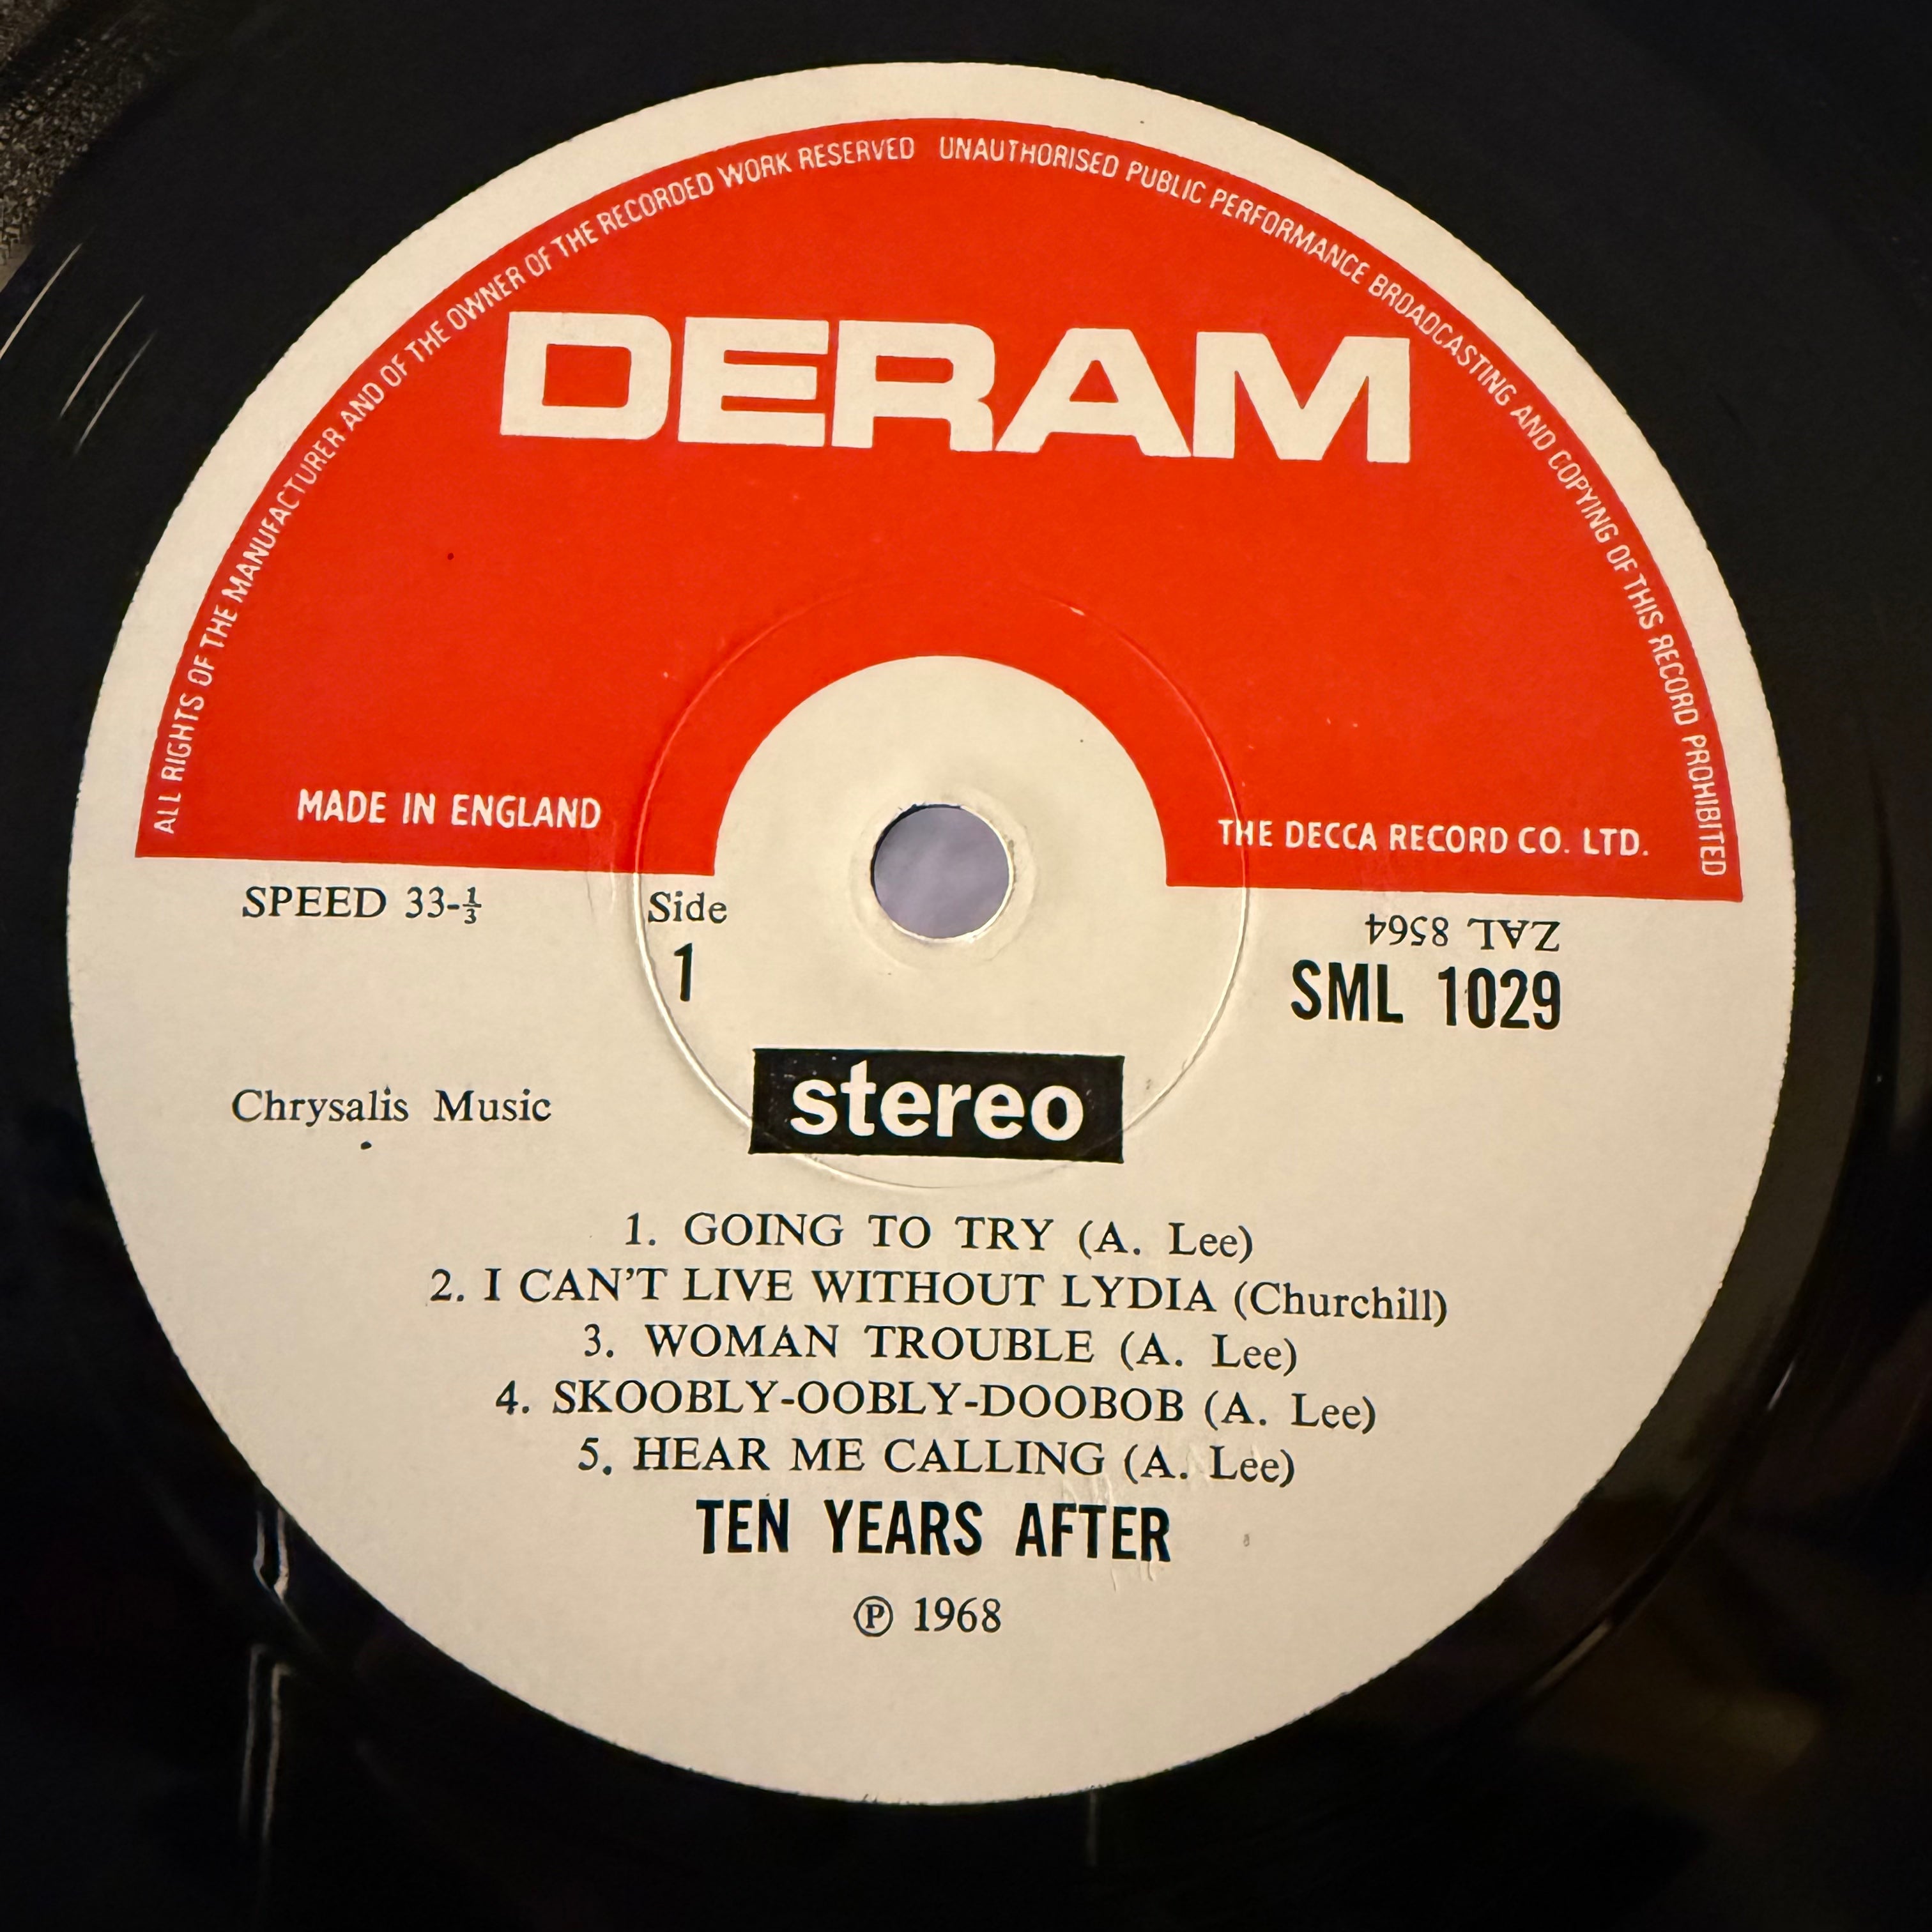 ALL RIGHTS OF THE MANUFACTURER AND OF THE OWNER OF THE RECORDED WORK RESERVED UNAUTHORISED PUBLIC PERFORMANCE BROADCASTING AND COPYING OF THIS RECORD PROHIBITED
DERAM
MADE IN ENGLAND
THE DECCA RECORD CO. LTD.
SPEED 33-⅓
Side
1
ZAL 8564
SML 1029
Chrysalis Music
stereo
1. GOING TO TRY (A. Lee)
2. I CAN'T LIVE WITHOUT LYDIA (Churchill)
3. WOMAN TROUBLE (A. Lee)
4. SKOOBLY-OOBLY-DOOBOB (A. Lee)
5. HEAR ME CALLING (A. Lee)
TEN YEARS AFTER
℗ 1968